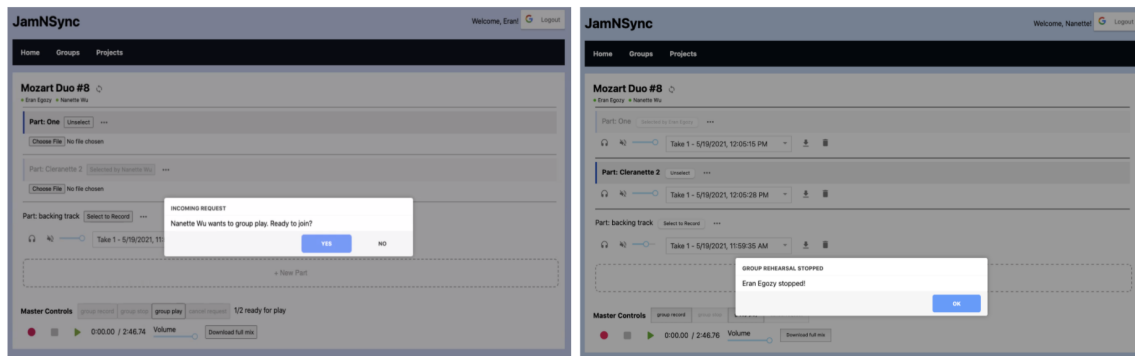 JamNSync
Welcome, Eran! G Logout
Home Groups Projects
Mozart Duo #8
Eran Egozy Nanette Wu
Part: One Unselect ...
Choose File No file chosen
Part: Cleranette 2 Selected by Nanette Wu ...
Choose File No file chosen
INCOMING REQUEST
Nanette Wu wants to group play. Ready to join?
YES NO
Part: backing track Select to Record ...
Take 1 - 5/19/2021, 11:
+ New Part
Master Controls group record group stop group play cancel request 1/2 ready for play
0:00.00 / 2:46.74 Volume Download full mix
JamNSync
Welcome, Nanette! G Logout
Home Groups Projects
Mozart Duo #8
Eran Egozy Nanette Wu
Part: One Selected by Eran Egozy ...
Take 1 - 5/19/2021, 12:05:15 PM
Part: Cleranette 2 Unselect ...
Take 1 - 5/19/2021, 12:05:28 PM
Part: backing track Select to Record ...
Take 1 - 5/19/2021, 11:59:35 AM
GROUP REHEARSAL STOPPED
Eran Egozy stopped!
OK
Master Controls group record group stop
0:00.00 / 2:46.76 Volume Download full mix